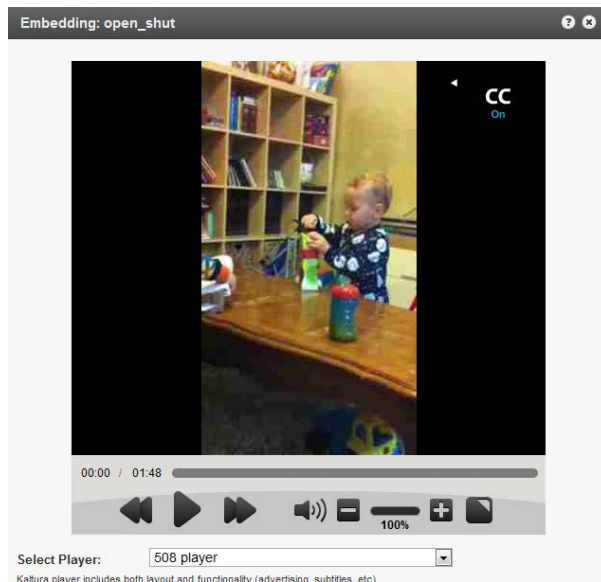 Embedding: open_shut
CC
On
00:00 / 01:48
100%
Select Player: 508 player
Kaltura player includes both layout and functionality (advertising, subtitles, etc)